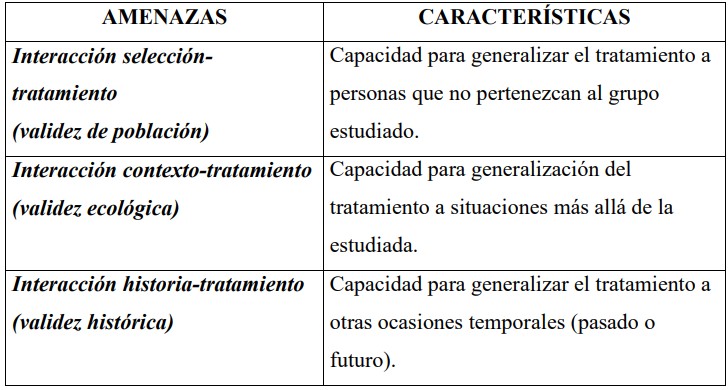 AMENAZAS
CARACTERÍSTICAS
Interacción selección-
tratamiento
(validez de población)
Capacidad para generalizar el tratamiento a
personas que no pertenezcan al grupo
estudiado.
Interacción contexto-tratamiento
(validez ecológica)
Capacidad para generalización del
tratamiento a situaciones más allá de la
estudiada.
Interacción historia-tratamiento
(validez histórica)
Capacidad para generalizar el tratamiento a
otras ocasiones temporales (pasado o
futuro).